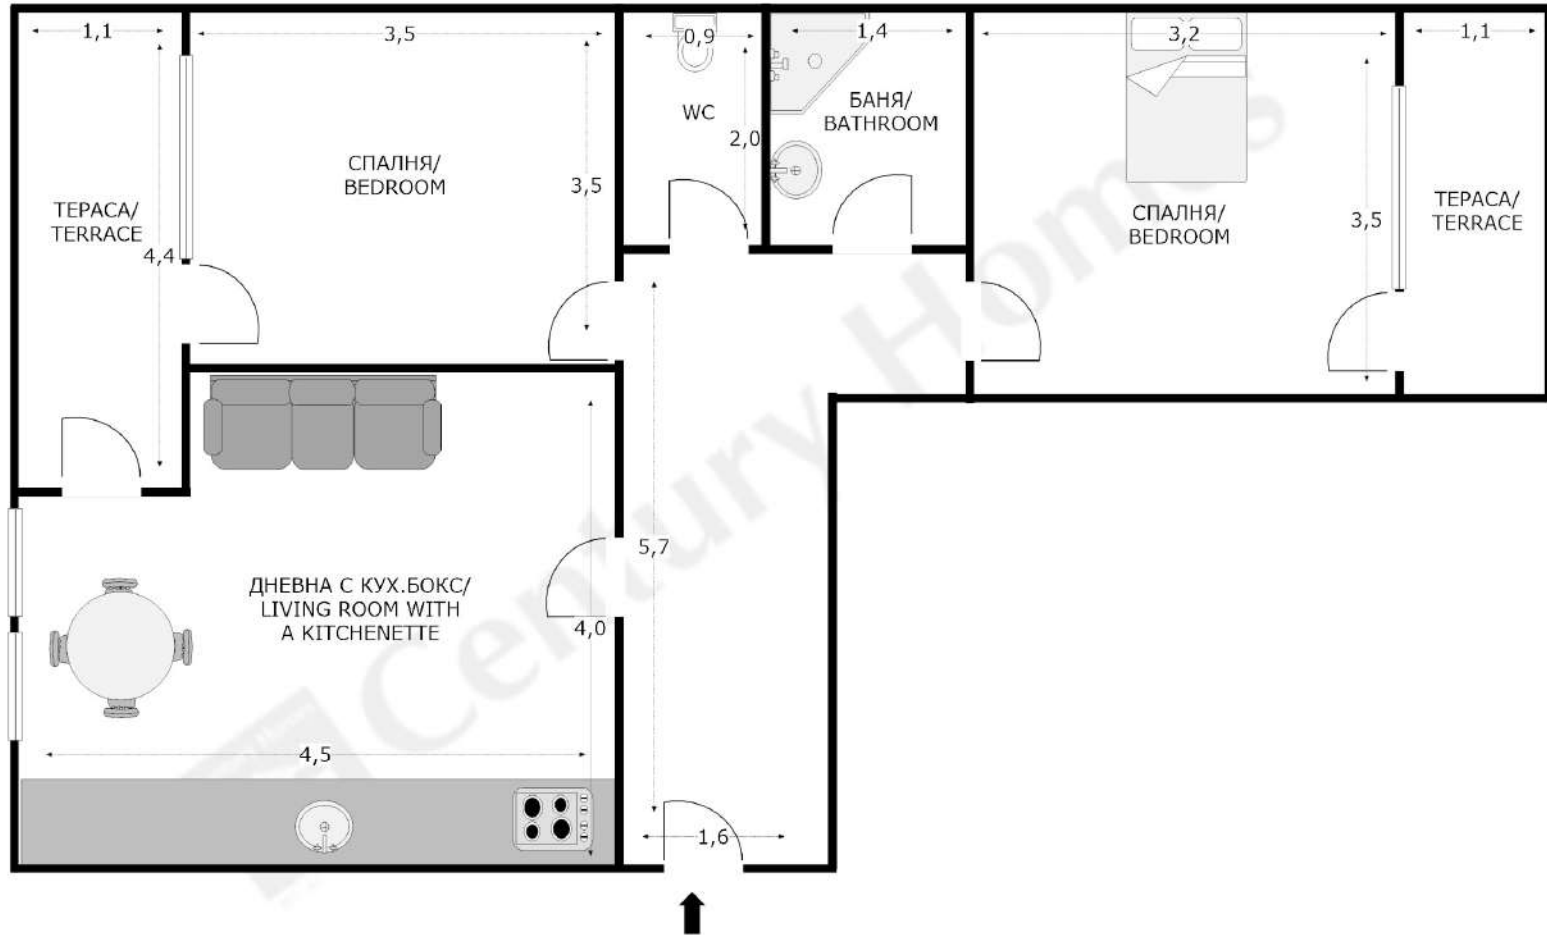 1,1
3,5
0,9
1,4
3,2
1,1
WC
2,0
БАНЯ/
BATHROOM
СПАЛНЯ/
BEDROOM
3,5
ТЕРАСА/
TERRACE
4,4
СПАЛНЯ/
BEDROOM
3,5
ТЕРАСА/
TERRACE
5,7
ДНЕВНА С КУХ.БОКС/
LIVING ROOM WITH
A KITCHENETTE
4,0
4,5
1,6
Century Homes